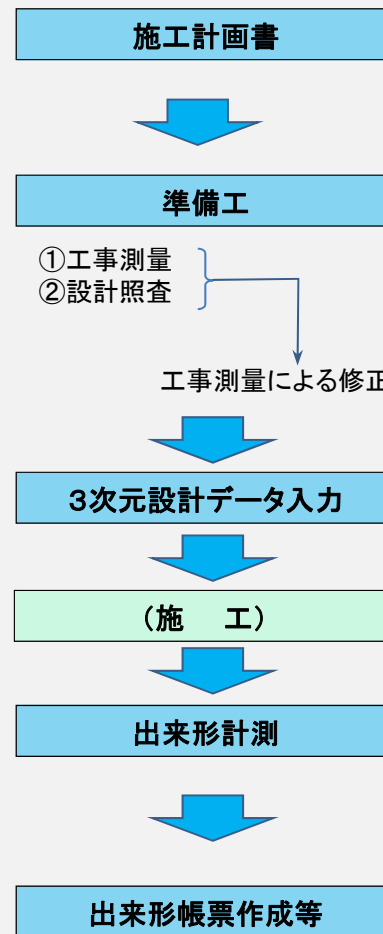 施工計画書
準備工
①工事測量
②設計照査
工事測量による修正
3次元設計データ入力
(施　工)
出来形計測
出来形帳票作成等